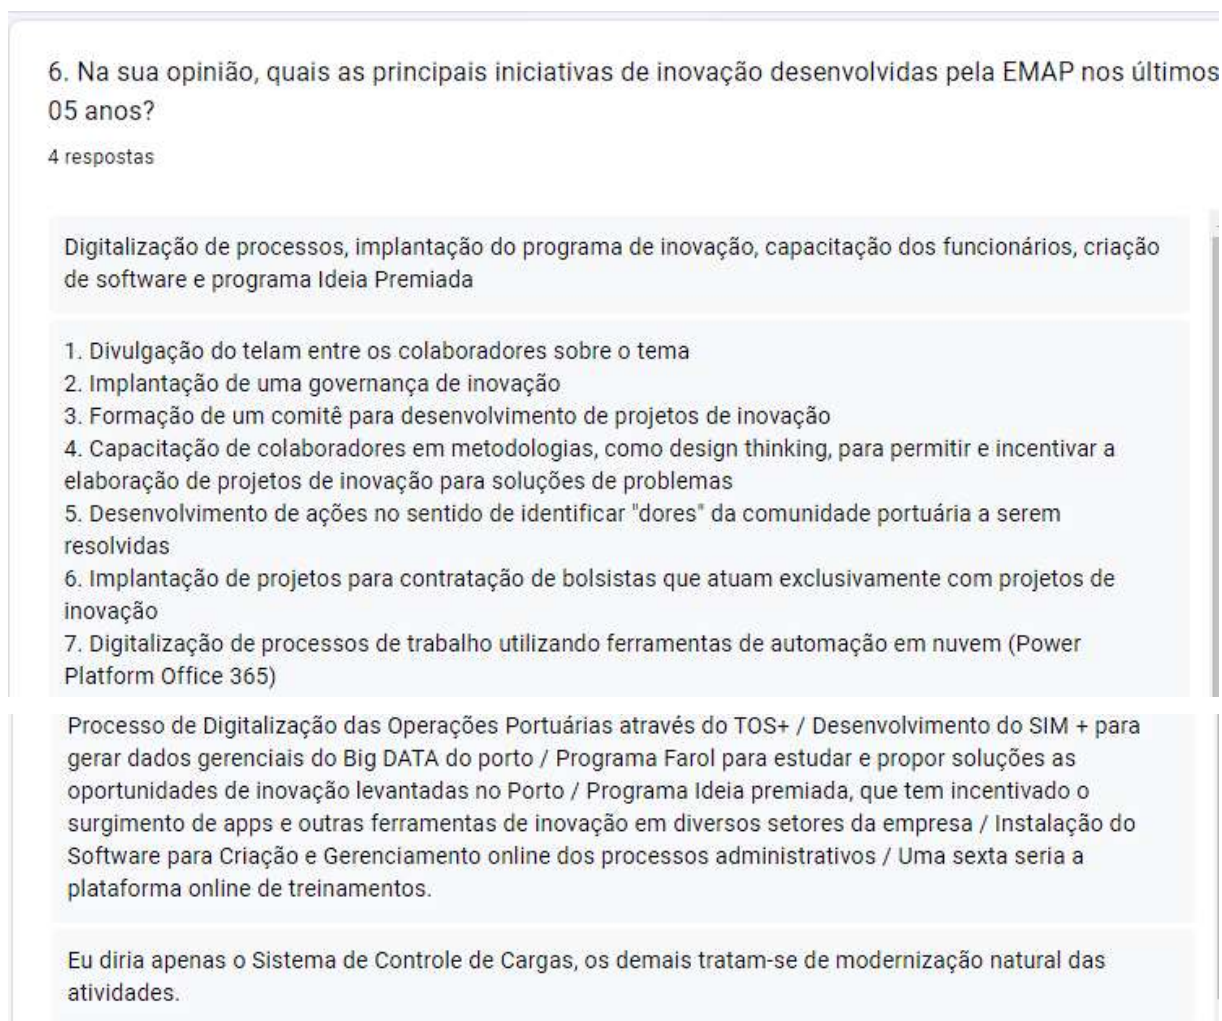 6. Na sua opinião, quais as principais iniciativas de inovação desenvolvidas pela EMAP nos últimos
05 anos?
4 respostas
Digitalização de processos, implantação do programa de inovação, capacitação dos funcionários, criação
de software e programa Ideia Premiada
1. Divulgação do telam entre os colaboradores sobre o tema
2. Implantação de uma governança de inovação
3. Formação de um comitê para desenvolvimento de projetos de inovação
4. Capacitação de colaboradores em metodologias, como design thinking, para permitir e incentivar a
elaboração de projetos de inovação para soluções de problemas
5. Desenvolvimento de ações no sentido de identificar "dores" da comunidade portuária a serem
resolvidas
6. Implantação de projetos para contratação de bolsistas que atuam exclusivamente com projetos de
inovação
7. Digitalização de processos de trabalho utilizando ferramentas de automação em nuvem (Power
Platform Office 365)
Processo de Digitalização das Operações Portuárias através do TOS+ / Desenvolvimento do SIM + para
gerar dados gerenciais do Big DATA do porto / Programa Farol para estudar e propor soluções as
oportunidades de inovação levantadas no Porto / Programa Ideia premiada, que tem incentivado o
surgimento de apps e outras ferramentas de inovação em diversos setores da empresa / Instalação do
Software para Criação e Gerenciamento online dos processos administrativos / Uma sexta seria a
plataforma online de treinamentos.
Eu diria apenas o Sistema de Controle de Cargas, os demais tratam-se de modernização natural das
atividades.